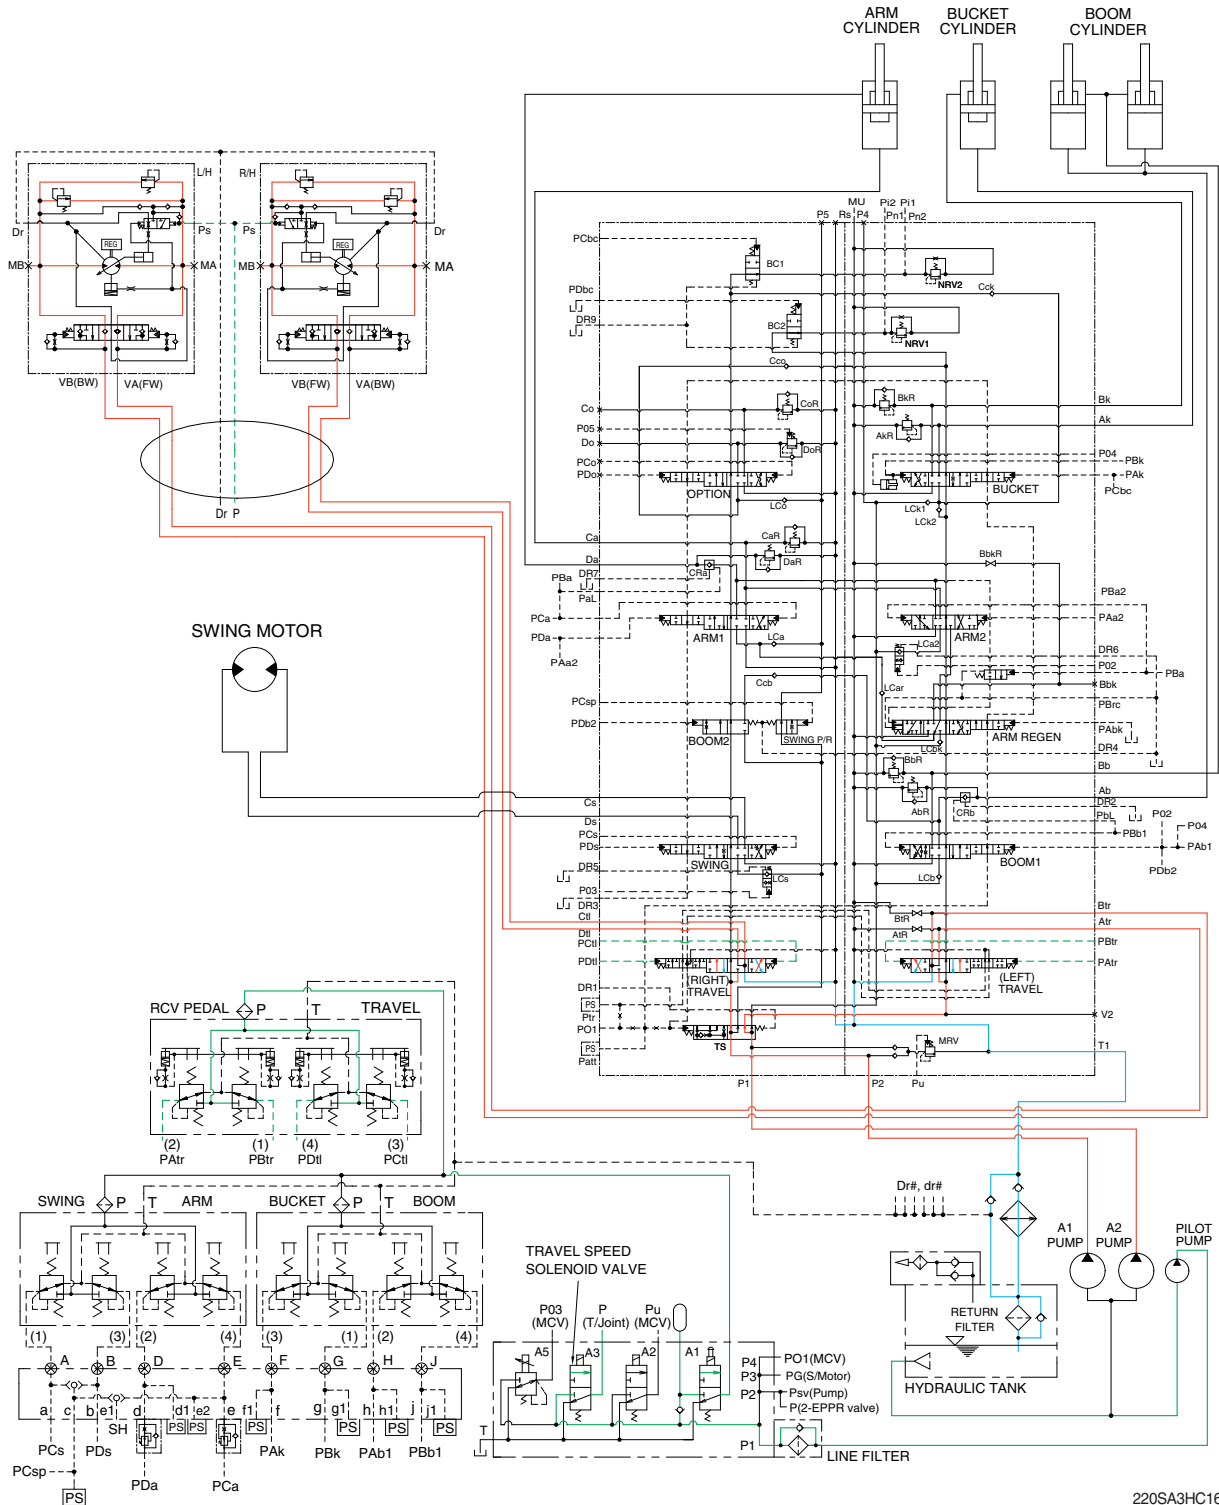 ARM
CYLINDER
BUCKET
CYLINDER
BOOM
CYLINDER
L/H
R/H
Dr
Ps
Ps
Dr
REG
REG
MB
MA
MB
MA
VB(BW)
VA(FW)
VB(FW)
VA(BW)
Dr P
SWING MOTOR
P5
Rs
MU
P4
Pi2
Pn1
Pi1
Pn2
PCbc
BC1
NRV2
Cck
PDbc
DR9
BC2
NRV1
Cco
Co
CoR
BkR
Bk
AkR
Ak
P05
Do
DoR
PCo
PDo
P04
PBk
PAk
PCbc
OPTION
BUCKET
LCo
LCk1
LCk2
Ca
CaR
Da
DaR
CRa
BbkR
DR7
PBa
PaL
PCa
PDa
PAa2
PBa2
PAa2
ARM1
ARM2
LCa
LCa2
DR6
P02
PBa
Ccb
LCar
Bbk
PBrc
PCsp
PDb2
PAbk
BOOM2
SWING P/R
ARM REGEN
LCbk
DR4
BbR
Bb
AbR
CRb
Ab
DR2
PbL
P02
P04
Cs
Ds
PCs
PDs
PBb1
PAb1
SWING
BOOM1
PDb2
DR5
LCs
LCb
P03
DR3
Ctl
Btr
BtR
Atr
AtR
Dtl
PCtl
PBtr
PDtl
PAtr
(RIGHT)
TRAVEL
(LEFT)
TRAVEL
DR1
PS
Ptr
PO1
V2
TS
PS
Patt
MRV
T1
P1
P2
Pu
RCV PEDAL
P
T
TRAVEL
(2)
(1)
(4)
(3)
PAtr
PBtr
PDtl
PCtl
SWING
P
T
ARM
BUCKET
P
T
BOOM
(1)
(3)
(2)
(4)
(3)
(1)
(2)
(4)
A
B
D
E
F
G
H
J
a
c
b
e1
d
d1
e2
e
f1
f
g
g1
h
h1
j
j1
SH
PS
PS
PS
PS
PS
PS
PCs
PDs
PAk
PBk
PAb1
PBb1
PCsp
PDa
PCa
PS
TRAVEL SPEED
SOLENOID VALVE
P03
(MCV)
P
(T/Joint)
Pu
(MCV)
A5
A3
A2
A1
P4
PO1(MCV)
P3
PG(S/Motor)
P2
Psv(Pump)
P(2-EPPR valve)
T
P1
LINE FILTER
Dr#, dr#
A1
PUMP
A2
PUMP
PILOT
PUMP
RETURN
FILTER
HYDRAULIC TANK
220SA3HC16